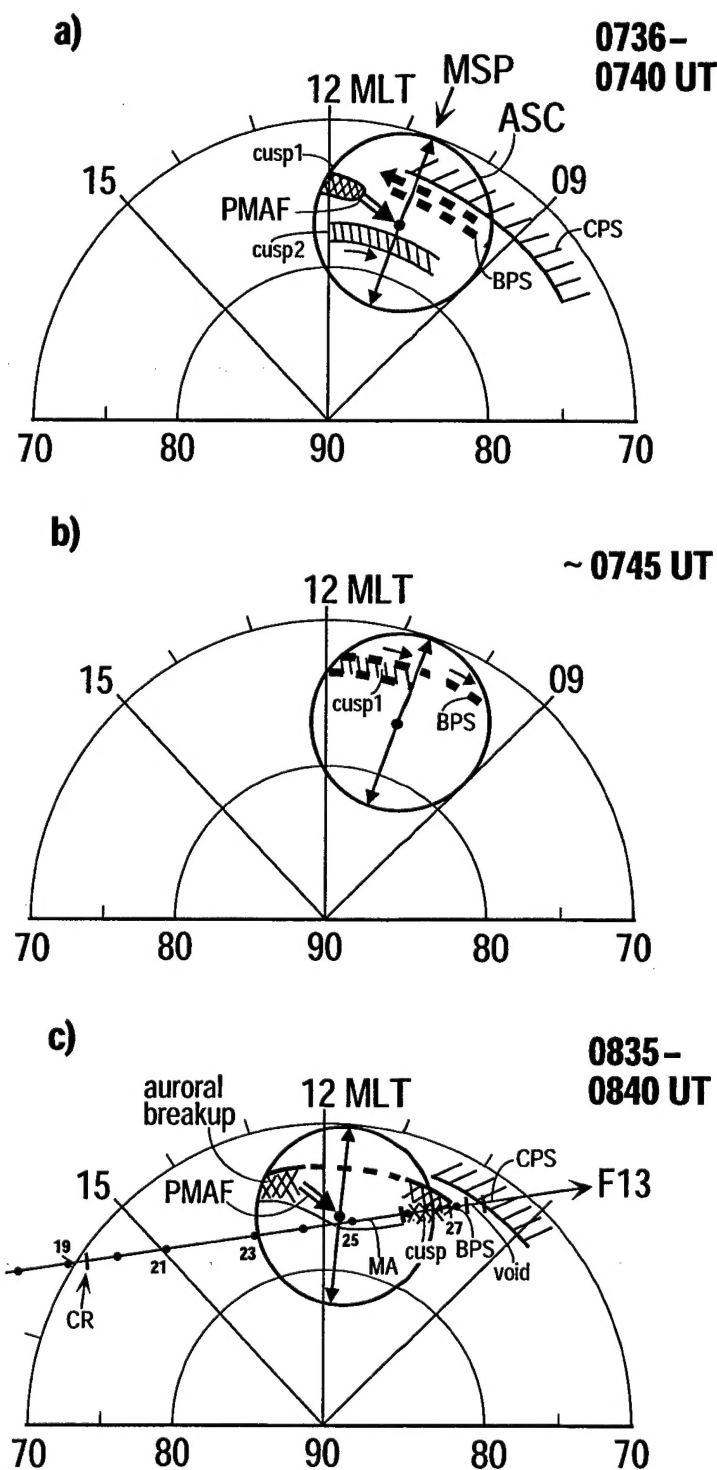 a)
0736–
0740 UT
12 MLT
MSP
ASC
cusp1
15
09
PMAF
CPS
cusp2
BPS
70
80
90
80
70
b)
~ 0745 UT
12 MLT
15
09
cusp1
BPS
70
80
90
80
70
c)
0835–
0840 UT
auroral
breakup
12 MLT
CPS
15
PMAF
F13
19
21
23
25
MA
cusp
27
BPS
void
CR
70
80
90
80
70